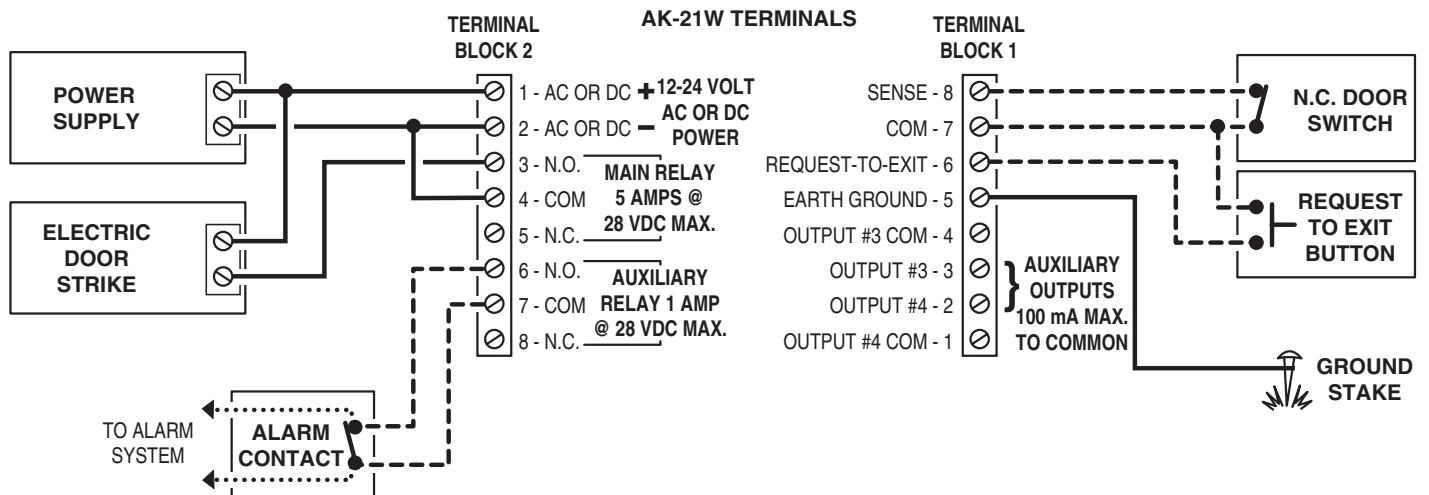 AK-21W TERMINALS
TERMINAL
BLOCK 2
TERMINAL
BLOCK 1
POWER
SUPPLY
ELECTRIC
DOOR
STRIKE
1 - AC OR DC +
2 - AC OR DC –
12-24 VOLT
AC OR DC
POWER
3 - N.O.
4 - COM
5 - N.C.
MAIN RELAY
5 AMPS @
28 VDC MAX.
6 - N.O.
7 - COM
8 - N.C.
AUXILIARY
RELAY 1 AMP
@ 28 VDC MAX.
TO ALARM
SYSTEM
ALARM
CONTACT
SENSE - 8
COM - 7
REQUEST-TO-EXIT - 6
EARTH GROUND - 5
OUTPUT #3 COM - 4
OUTPUT #3 - 3
OUTPUT #4 - 2
OUTPUT #4 COM - 1
AUXILIARY
OUTPUTS
100 mA MAX.
TO COMMON
N.C. DOOR
SWITCH
REQUEST
TO EXIT
BUTTON
GROUND
STAKE